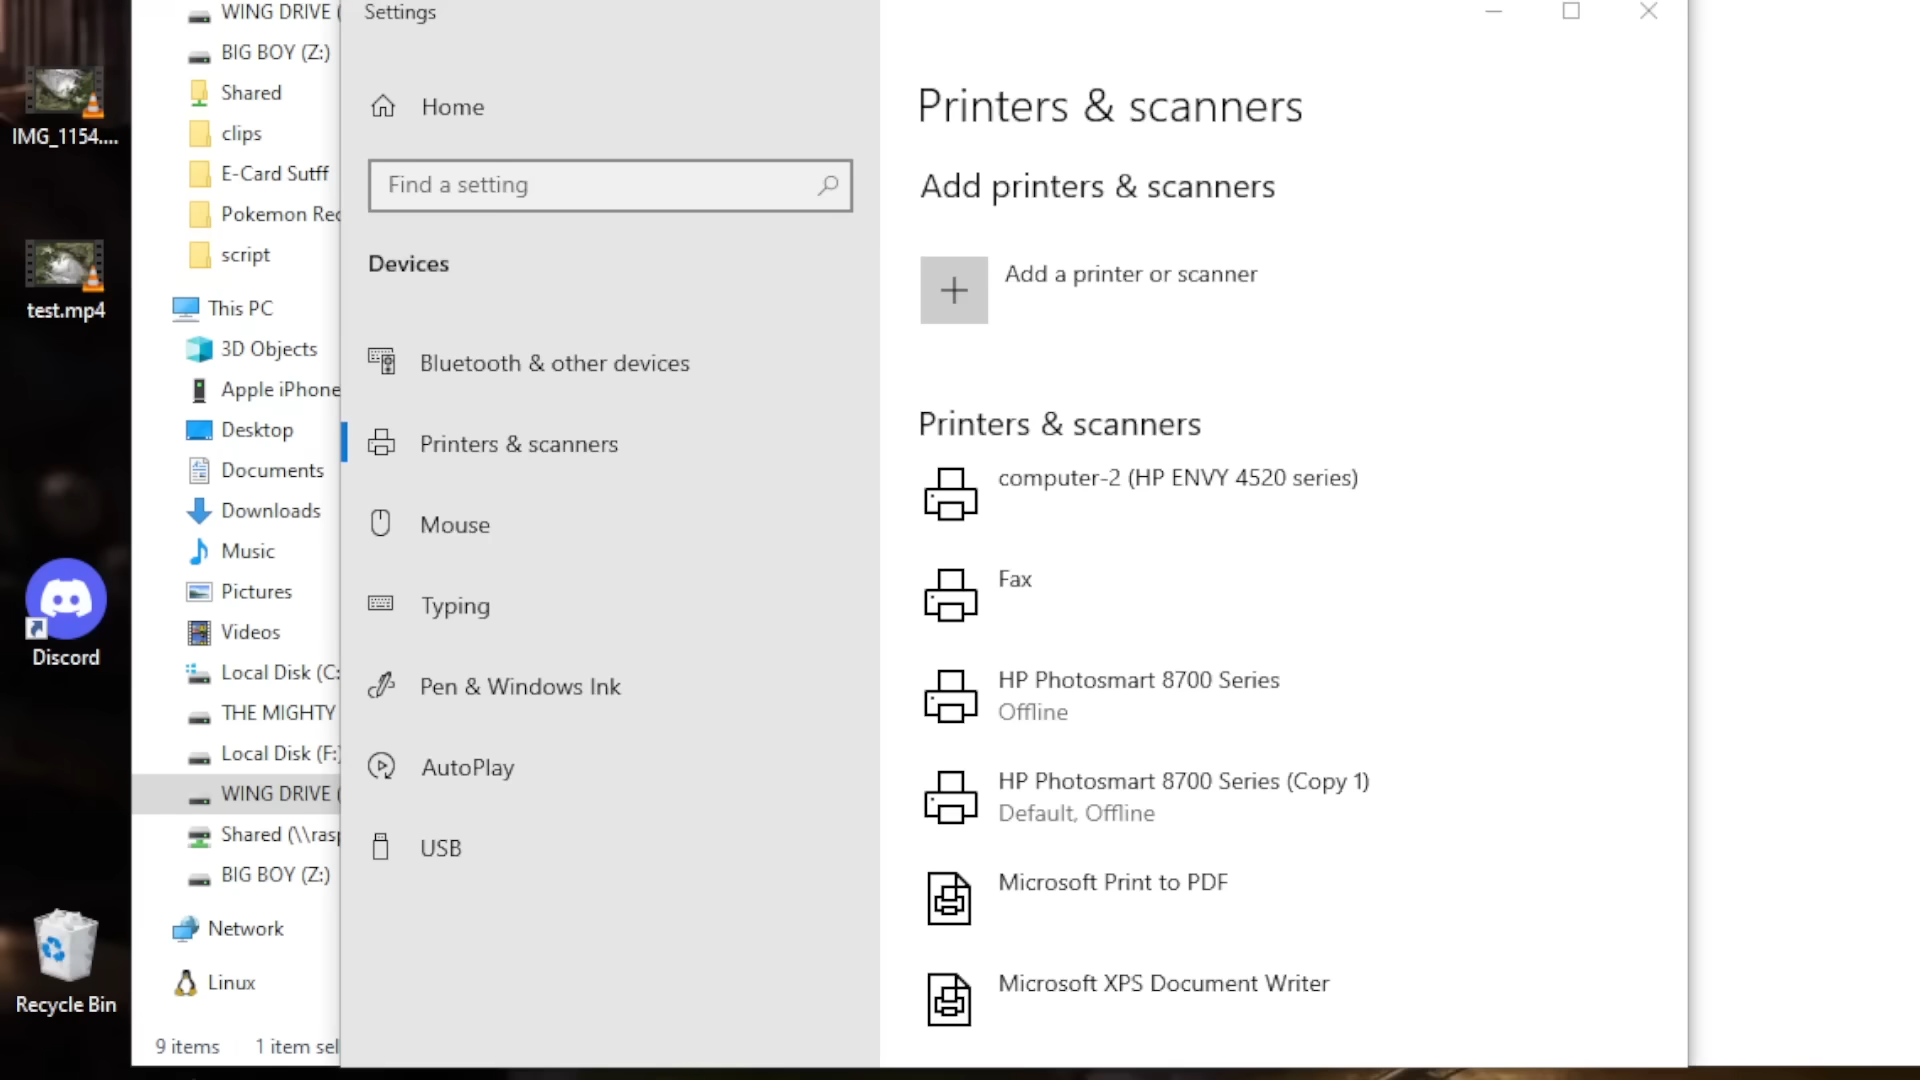 IMG_1154....
test.mp4
Discord
Recycle Bin
WING DRIVE (
BIG BOY (Z:)
Shared
clips
E-Card Sutff
Pokemon Rec
script
This PC
3D Objects
Apple iPhone
Desktop
Documents
Downloads
Music
Pictures
Videos
Local Disk (C:
THE MIGHTY
Local Disk (F:)
WING DRIVE (
Shared (\\rasp
BIG BOY (Z:)
Network
Linux
9 items 1 item sel
Settings
Home
Find a setting
Devices
Bluetooth & other devices
Printers & scanners
Mouse
Typing
Pen & Windows Ink
AutoPlay
USB
Printers & scanners
Add printers & scanners
Add a printer or scanner
Printers & scanners
computer-2 (HP ENVY 4520 series)
Fax
HP Photosmart 8700 Series
Offline
HP Photosmart 8700 Series (Copy 1)
Default, Offline
Microsoft Print to PDF
Microsoft XPS Document Writer